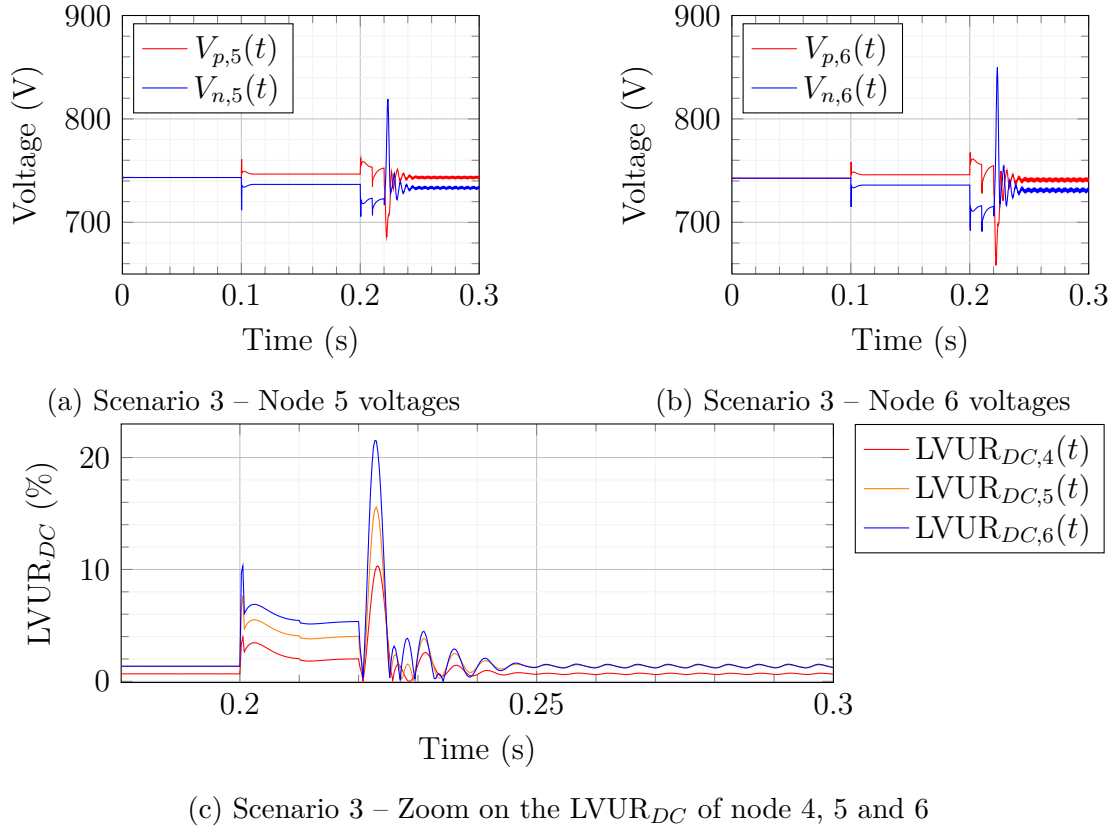 900
800
700
Voltage (V)
V_{p,5}(t)
V_{n,5}(t)
0 0.1 0.2 0.3
Time (s)
(a) Scenario 3 – Node 5 voltages
900
800
700
Voltage (V)
V_{p,6}(t)
V_{n,6}(t)
0 0.1 0.2 0.3
Time (s)
(b) Scenario 3 – Node 6 voltages
20
10
0
LVUR_{DC} (%)
LVUR_{DC,4}(t)
LVUR_{DC,5}(t)
LVUR_{DC,6}(t)
0.2 0.25 0.3
Time (s)
(c) Scenario 3 – Zoom on the LVUR_{DC} of node 4, 5 and 6